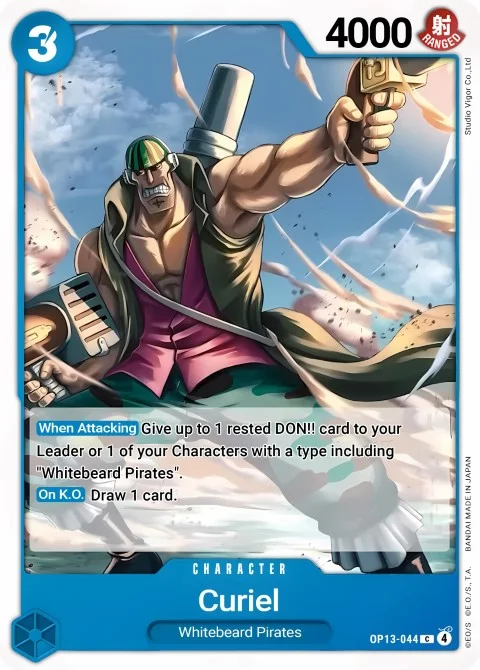 3
4000
射
RANGED
Studio Vigor Co.,Ltd
When Attacking Give up to 1 rested DON!! card to your
Leader or 1 of your Characters with a type including
"Whitebeard Pirates".
On K.O. Draw 1 card.
©E.O/S ©E.O./S., T.A. BANDAI MADE IN JAPAN
CHARACTER
Curiel
Whitebeard Pirates
OP13-044 C 4